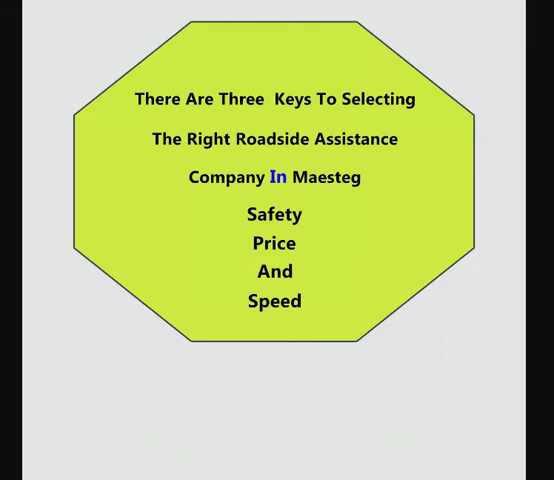 There Are Three  Keys To Selecting
The Right Roadside Assistance
Company In Maesteg
Safety
Price
And
Speed